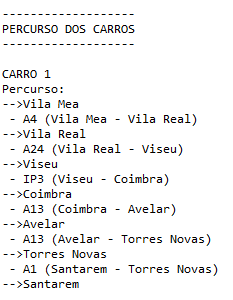 -------------------
PERCURSO DOS CARROS
-------------------
CARRO 1
Percurso:
-->Vila Mea
- A4 (Vila Mea - Vila Real)
-->Vila Real
- A24 (Vila Real - Viseu)
-->Viseu
- IP3 (Viseu - Coimbra)
-->Coimbra
- A13 (Coimbra - Avelar)
-->Avelar
- A13 (Avelar - Torres Novas)
-->Torres Novas
- A1 (Santarem - Torres Novas)
-->Santarem